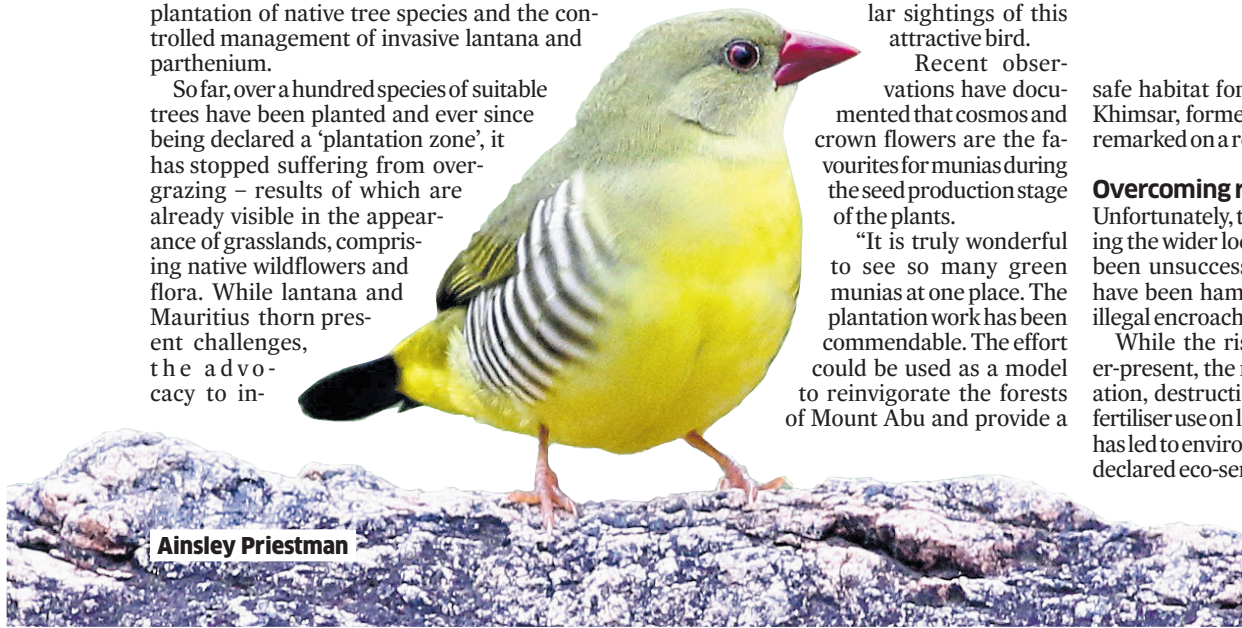 plantation of native tree species and the con-
trolled management of invasive lantana and
parthenium.
So far, over a hundred species of suitable
trees have been planted and ever since
being declared a ‘plantation zone’, it
has stopped suffering from over-
grazing – results of which are
already visible in the appear-
ance of grasslands, compris-
ing native wildflowers and
flora. While lantana and
Mauritius thorn pres-
ent challenges,
the advo-
cacy to in-
Ainsley Priestman
lar sightings of this
attractive bird.
Recent obser-
vations have docu-
mented that cosmos and
crown flowers are the fa-
vourites for munias during
the seed production stage
of the plants.
“It is truly wonderful
to see so many green
munias at one place. The
plantation work has been
commendable. The effort
could be used as a model
to reinvigorate the forests
of Mount Abu and provide a
safe habitat for
Khimsar, forme
remarked on a r
Overcoming r
Unfortunately, t
ing the wider lo
been unsuccess
have been ham
illegal encroach
While the ris
er-present, the
ation, destructi
fertiliser use on l
has led to enviro
declared eco-ser